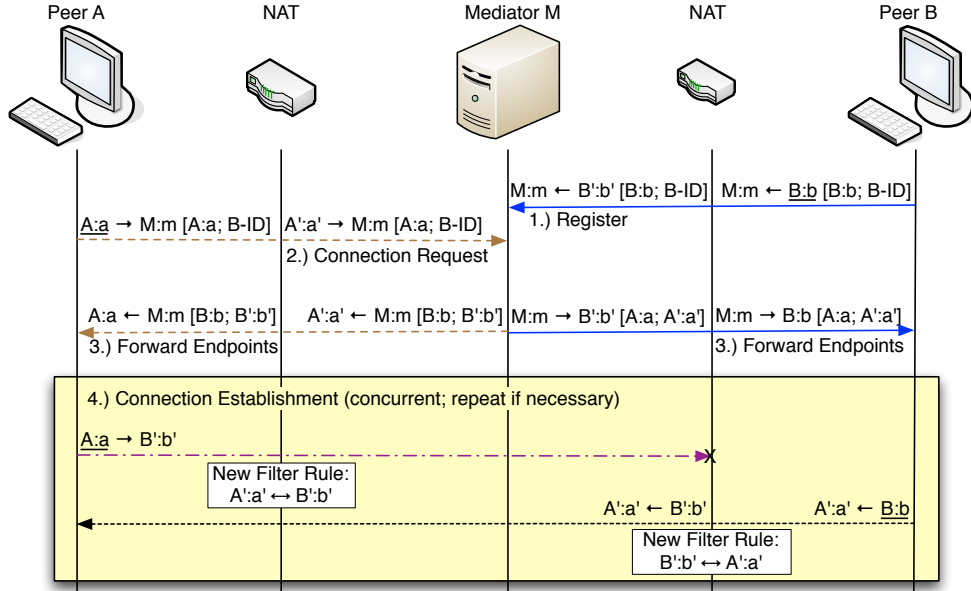 Peer A
NAT
Mediator M
NAT
Peer B
M:m ← B':b' [B:b; B-ID]
M:m ← B:b [B:b; B-ID]
1.) Register
A:a → M:m [A:a; B-ID]
A':a' → M:m [A:a; B-ID]
2.) Connection Request
A:a ← M:m [B:b; B':b']
A':a' ← M:m [B:b; B':b']
M:m → B':b' [A:a; A':a']
M:m → B:b [A:a; A':a']
3.) Forward Endpoints
3.) Forward Endpoints
4.) Connection Establishment (concurrent; repeat if necessary)
A:a → B':b'
X
New Filter Rule:
A':a' ↔ B':b'
A':a' ← B':b'
A':a' ← B:b
New Filter Rule:
B':b' ↔ A':a'